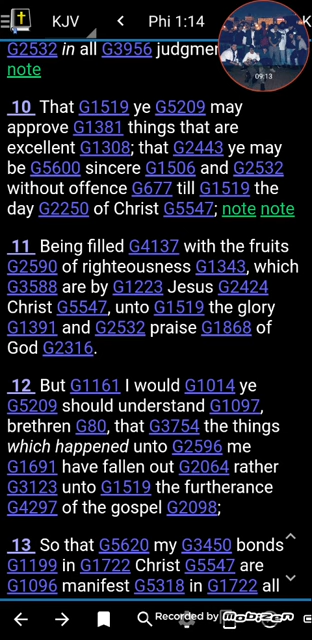 KJV Phi 1:14 K
G2532 in all G3956
note
09:13
10 That G1519 ye G5209 may
approve G1381 things that are
excellent G1308; that G2443 ye may
be G5600 sincere G1506 and G2532
without offence G677 till G1519 the
day G2250 of Christ G5547; note note
11 Being filled G4137 with the fruits
G2590 of righteousness G1343, which
G3588 are by G1223 Jesus G2424
Christ G5547, unto G1519 the glory
G1391 and G2532 praise G1868 of
God G2316.
12 But G1161 I would G1014 ye
G5209 should understand G1097,
brethren G80, that G3754 the things
which happened unto G2596 me
G1691 have fallen out G2064 rather
G3123 unto G1519 the furtherance
G4297 of the gospel G2098;
13 So that G5620 my G3450 bonds
G1199 in G1722 Christ G5547 are
G1096 manifest G5318 in G1722 all
Recorded by mobizen